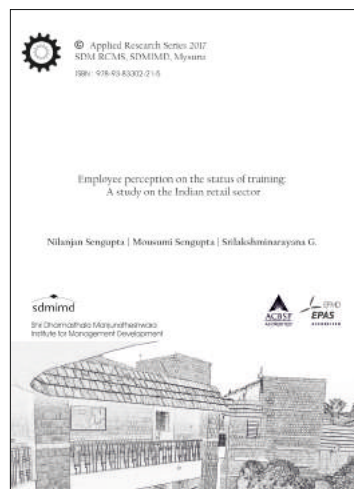 © Applied Research Series 2017
SDM RCMS, SDMIMD, Mysuru
ISBN : 978-93-83302-21-5
Employee perception on the status of training:
A study on the Indian retail sector
Nilanjan Sengupta | Mousumi Sengupta | Srilakshminarayana G.
sdmimd
Shri Dharmasthala Manjunatheshwara
Institute for Management Development
ACBSP
ACCREDITED
EFMD
EPAS
ACCREDITED